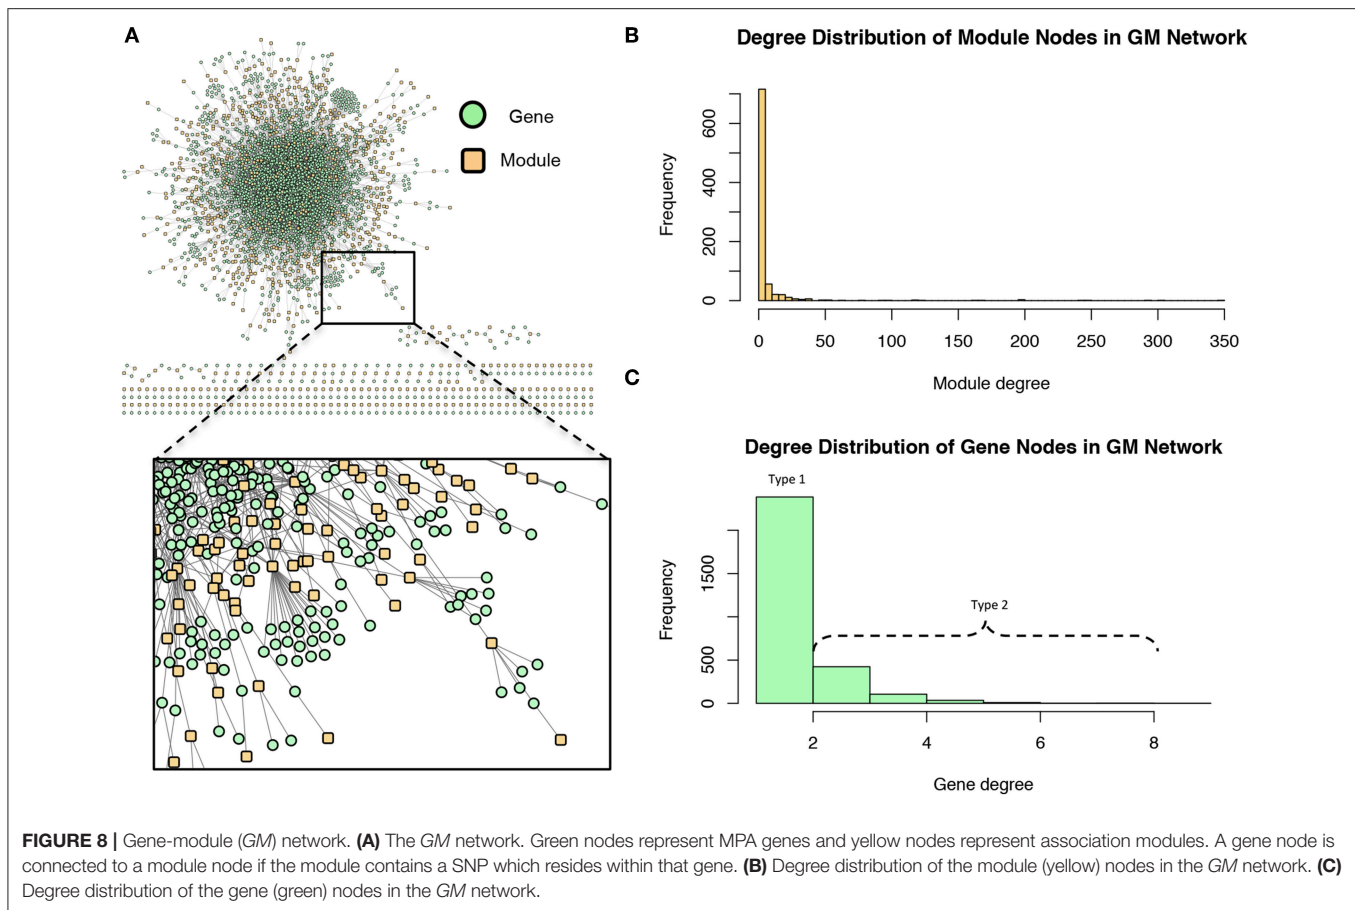 A
Gene
Module
B
Degree Distribution of Module Nodes in GM Network
Frequency
0
200
400
600
0 50 100 150 200 250 300 350
Module degree
C
Degree Distribution of Gene Nodes in GM Network
Type 1
Type 2
Frequency
0
500
1500
2 4 6 8
Gene degree
FIGURE 8 | Gene-module (GM) network. (A) The GM network. Green nodes represent MPA genes and yellow nodes represent association modules. A gene node is
connected to a module node if the module contains a SNP which resides within that gene. (B) Degree distribution of the module (yellow) nodes in the GM network. (C)
Degree distribution of the gene (green) nodes in the GM network.